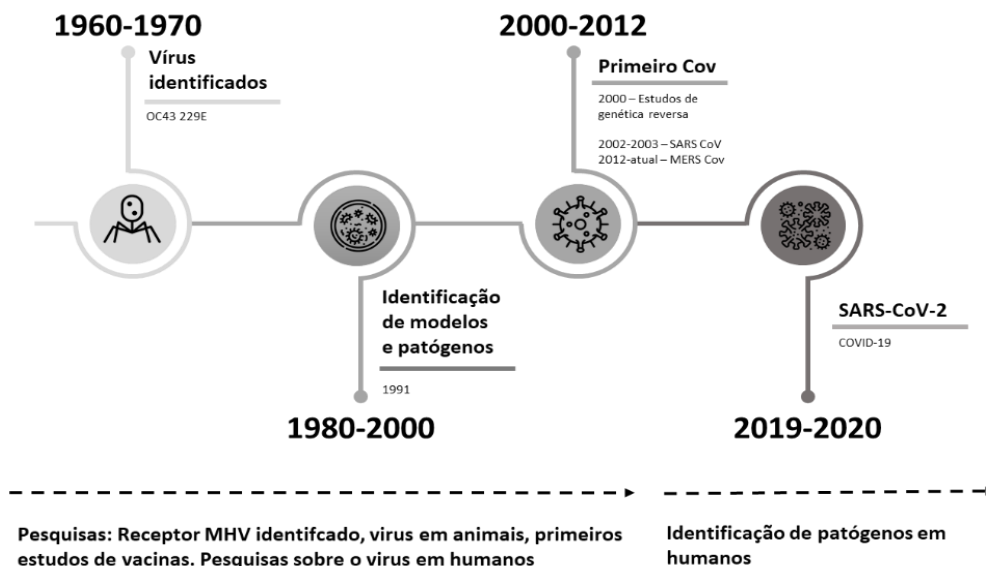 1960-1970
Vírus
identificados
OC43 229E
2000-2012
Primeiro Cov
2000 – Estudos de
genética reversa
2002-2003 – SARS CoV
2012-atual – MERS Cov
Identificação
de modelos
e patógenos
1991
1980-2000
SARS-CoV-2
COVID-19
2019-2020
Pesquisas: Receptor MHV identifcado, virus em animais, primeiros
estudos de vacinas. Pesquisas sobre o virus em humanos
Identificação de patógenos em
humanos